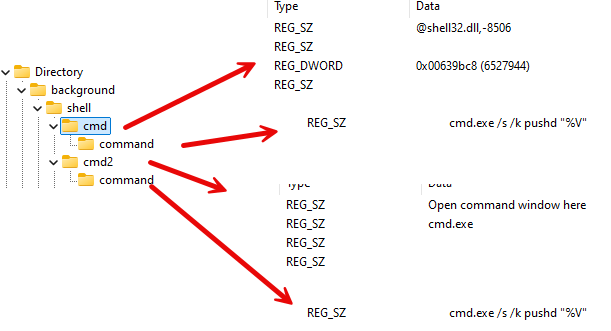 Type Data
REG_SZ @shell32.dll,-8506
REG_SZ
REG_DWORD 0x00639bc8 (6527944)
REG_SZ
Directory
background
shell
cmd
command
cmd2
command
REG_SZ cmd.exe /s /k pushd "%V"
Type Data
REG_SZ Open command window here
REG_SZ cmd.exe
REG_SZ
REG_SZ
REG_SZ cmd.exe /s /k pushd "%V"